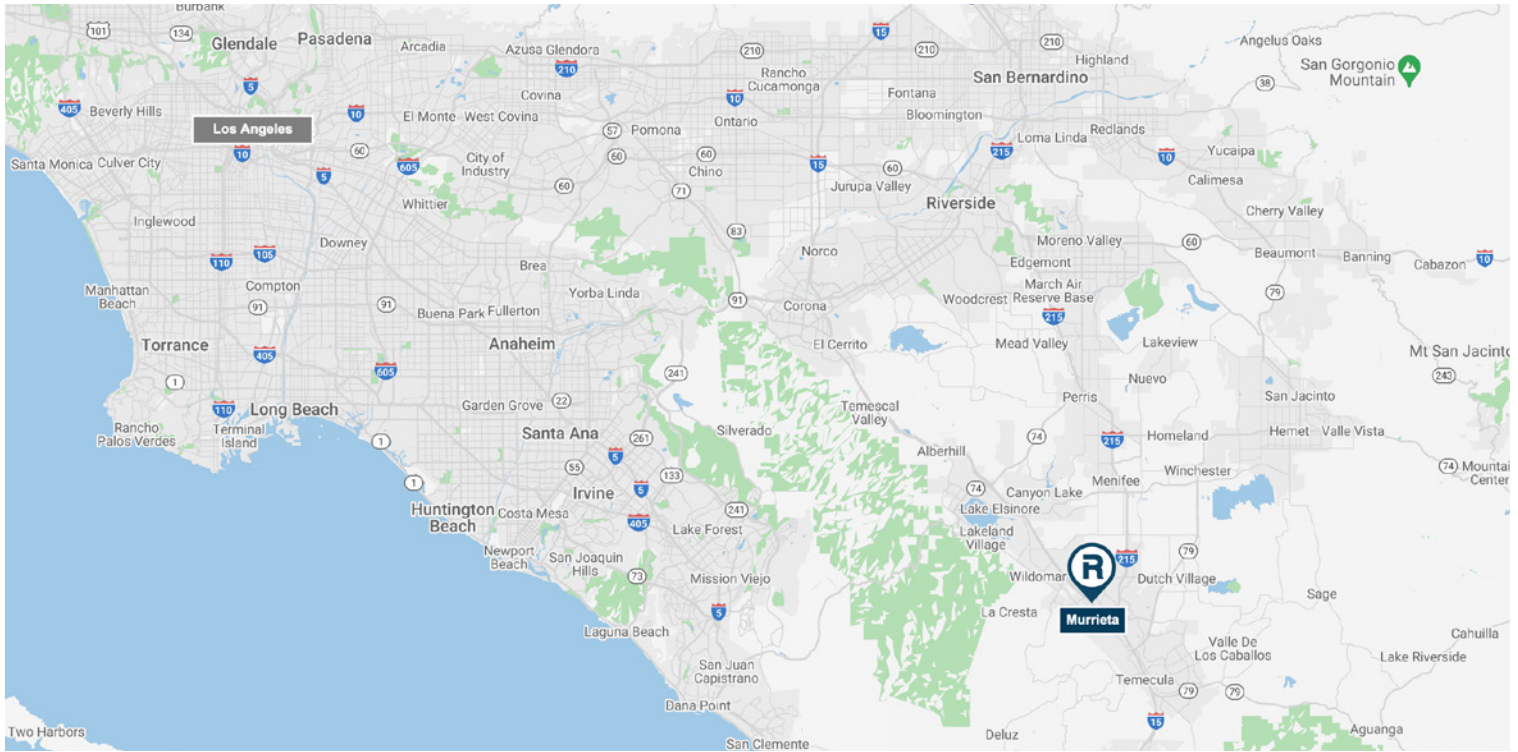 Burbank
101
134
Glendale
Pasadena
Arcadia
Azusa Glendora
210
15
210
210
Angelus Oaks
Highland
San Gorgonio
Mountain
Rancho
Cucamonga
San Bernardino
38
5
210
405
Beverly Hills
10
Covina
10
Fontana
El Monte
West Covina
Ontario
Bloomington
Los Angeles
57
Pomona
Loma Linda
Redlands
10
60
605
City of
Industry
60
60
Chino
15
60
215
10
Yucaipa
Santa Monica
Culver City
5
60
71
Jurupa Valley
Calimesa
Whittier
Riverside
Inglewood
Cherry Valley
83
Downey
Norco
Moreno Valley
60
110
105
Brea
Edgemont
Beaumont
Banning
Cabazon
10
Manhattan
Beach
Compton
Yorba Linda
Woodcrest
March Air
Reserve Base
79
91
91
Buena Park
Fullerton
91
Corona
215
Torrance
405
Anaheim
El Cerrito
Mead Valley
Lakeview
Mt San Jacinto
1
605
241
Nuevo
243
110
Long Beach
Garden Grove
22
Temescal
Valley
Perris
San Jacinto
Rancho
Palos Verdes
Terminal
Island
1
Santa Ana
261
Silverado
74
215
Homeland
Hemet
Valle Vista
5
Alberhill
55
133
74
Winchester
74
Mountain
Center
1
Irvine
5
Canyon Lake
Menifee
Huntington
Beach
Costa Mesa
405
241
Lake Elsinore
Lake Forest
Lakeland
Village
Newport
Beach
San Joaquin
Hills
R
215
79
73
Mission Viejo
Wildomar
Dutch Village
5
La Cresta
Murrieta
Sage
Laguna Beach
Valle De
Los Caballos
Cahuilla
Lake Riverside
San Juan
Capistrano
Temecula
79
79
Dana Point
15
Two Harbors
Deluz
Aguanga
San Clemente